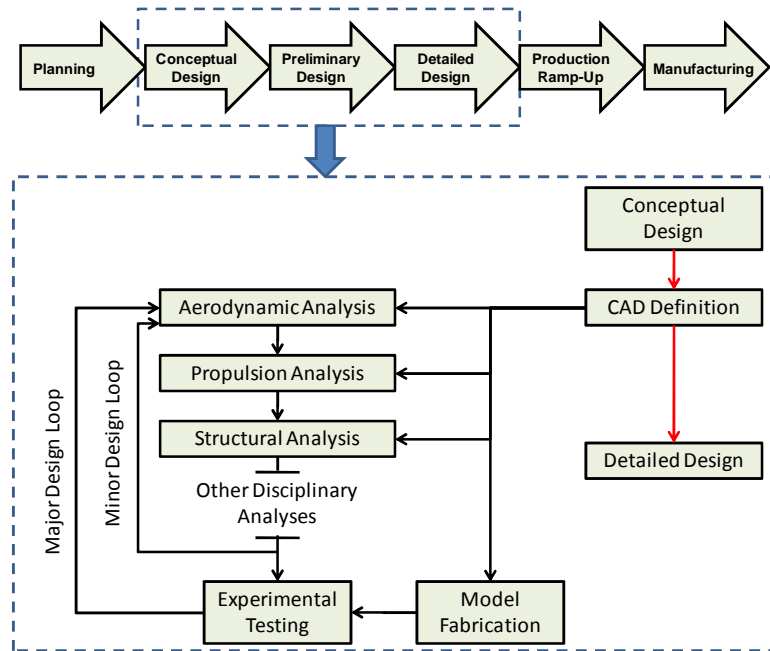 Planning
Conceptual
Design
Preliminary
Design
Detailed
Design
Production
Ramp-Up
Manufacturing
Conceptual
Design
Aerodynamic Analysis
CAD Definition
Propulsion Analysis
Structural Analysis
Detailed Design
Other Disciplinary
Analyses
Major Design Loop
Minor Design Loop
Experimental
Testing
Model
Fabrication